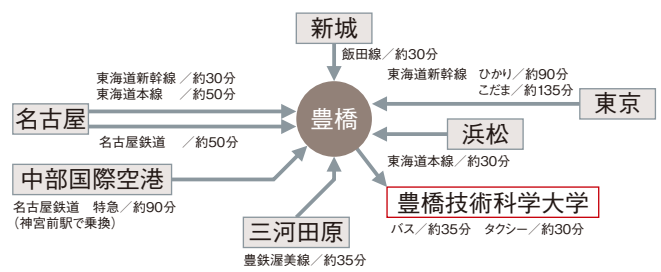 新城
飯田線／約30分
東海道新幹線／約30分
東海道本線　／約50分
東海道新幹線　ひかり／約90分
こだま／約135分
名古屋
豊橋
東京
名古屋鉄道　／約50分
浜松
東海道本線／約30分
中部国際空港
名古屋鉄道　特急／約90分
（神宮前駅で乗換）
豊橋技術科学大学
バス／約35分　タクシー／約30分
三河田原
豊鉄渥美線／約35分